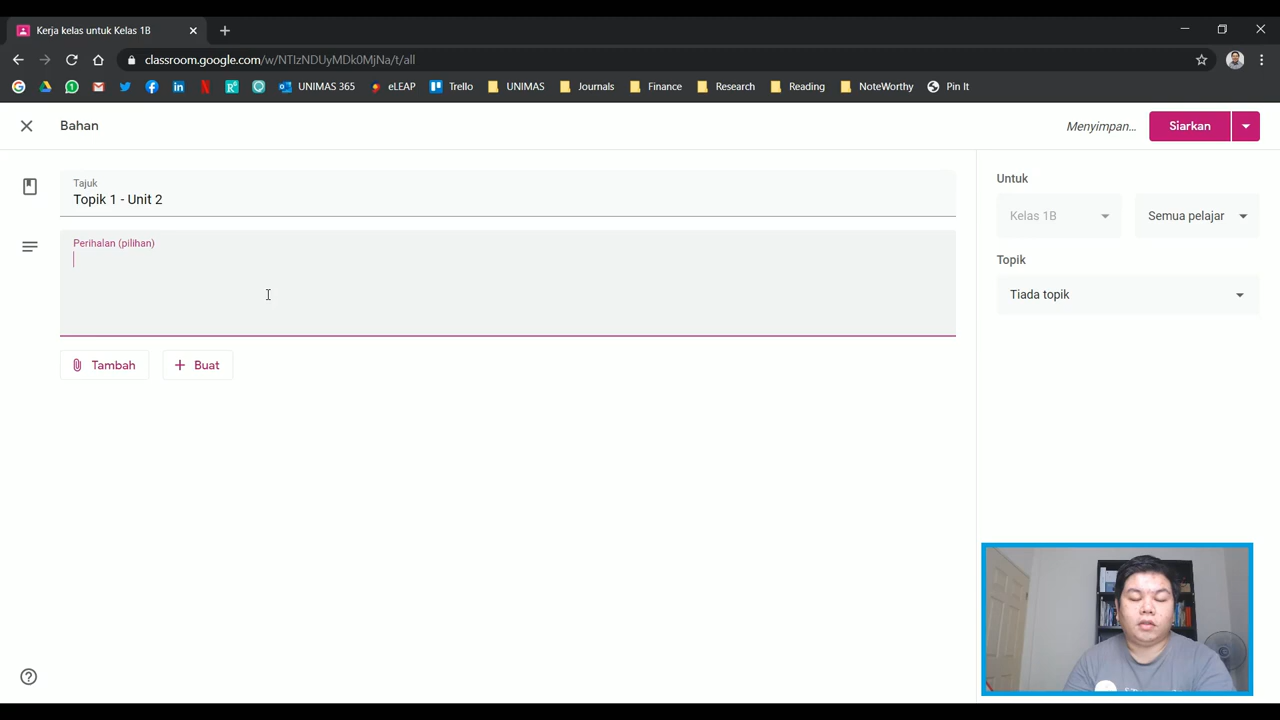 Kerja kelas untuk Kelas 1B
classroom.google.com/w/NTIzNDUyMDk0MjNa/t/all
UNIMAS 365
eLEAP
Trello
UNIMAS
Journals
Finance
Research
Reading
NoteWorthy
Pin It
Bahan
Menyimpan...
Siarkan
Tajuk
Topik 1 - Unit 2
Perihalan (pilihan)
Tambah
Buat
Untuk
Kelas 1B
Semua pelajar
Topik
Tiada topik